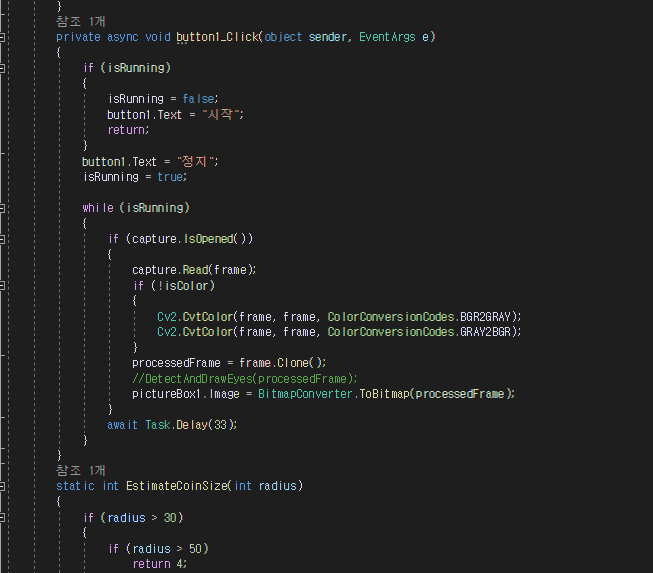 }
참조 1개
private async void button1_Click(object sender, EventArgs e)
{
if (isRunning)
{
isRunning = false;
button1.Text = "시작";
return;
}
button1.Text = "정지";
isRunning = true;
while (isRunning)
{
if (capture.IsOpened())
{
capture.Read(frame);
if (!isColor)
{
Cv2.CvtColor(frame, frame, ColorConversionCodes.BGR2GRAY);
Cv2.CvtColor(frame, frame, ColorConversionCodes.GRAY2BGR);
}
processedFrame = frame.Clone();
//DetectAndDrawEyes(processedFrame);
pictureBox1.Image = BitmapConverter.ToBitmap(processedFrame);
}
await Task.Delay(33);
}
}
참조 1개
static int EstimateCoinSize(int radius)
{
if (radius > 30)
{
if (radius > 50)
return 4;